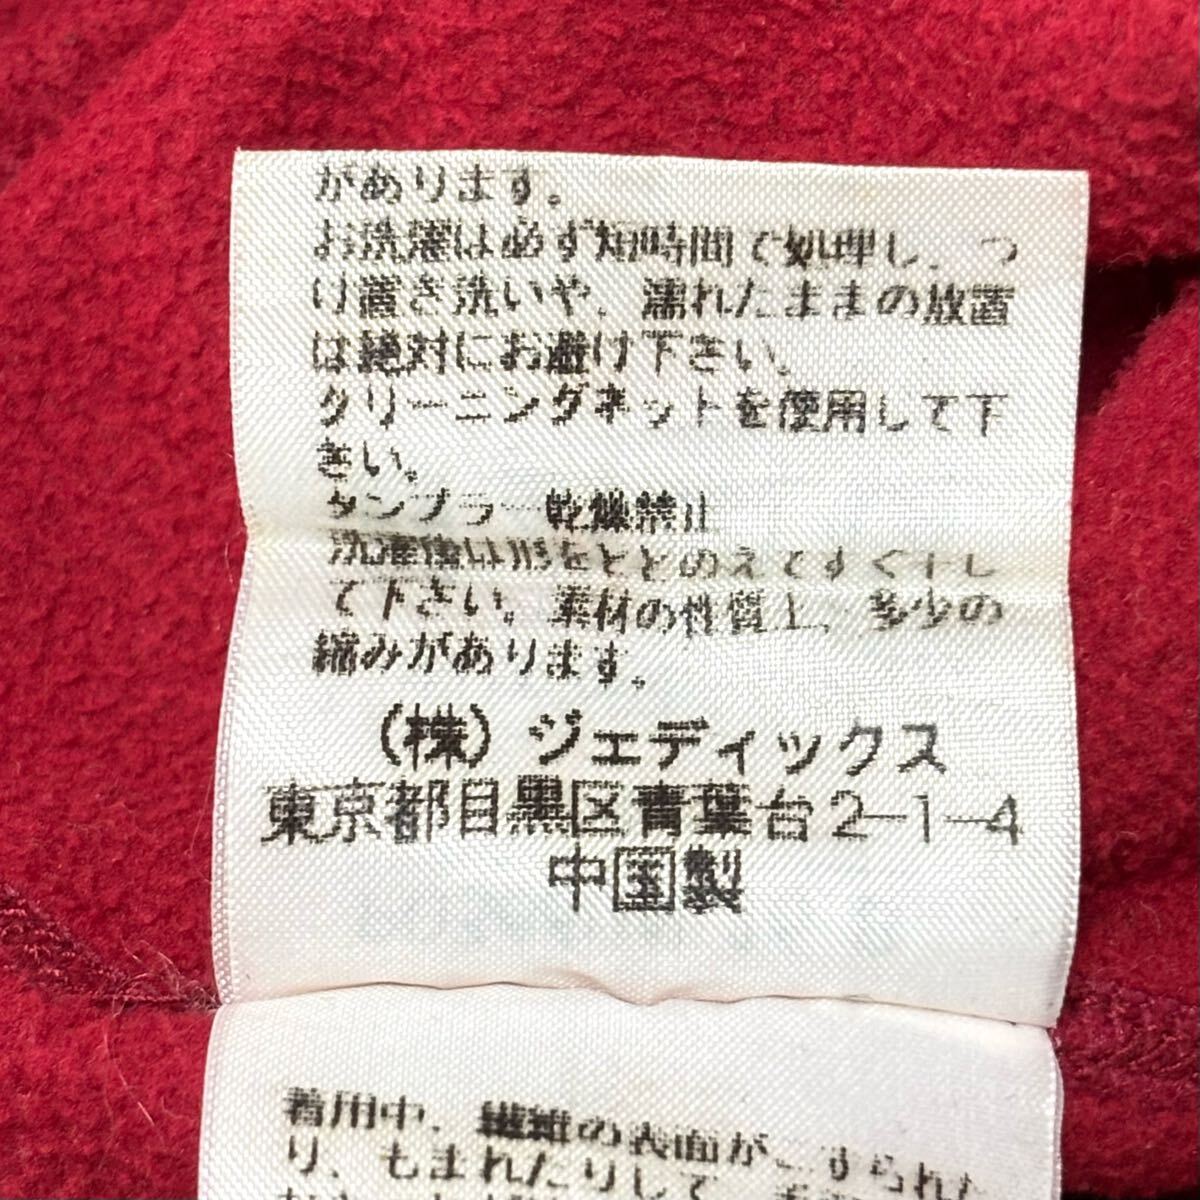 があります。
お洗濯は必ず短時間で処理し、つ
け置き洗いや、濡れたままの放置
は絶対にお避け下さい。
クリーニングネットを使用して下
さい。
タンブラー乾燥禁止
洗濯後は形をととのえてすぐ干し
て下さい。素材の性質上、多少の
縮みがあります。
(株)ジェディックス
東京都目黒区青葉台2-1-4
中国製
着用中、繊維の表面がこすられた
り、もまれたりして、毛